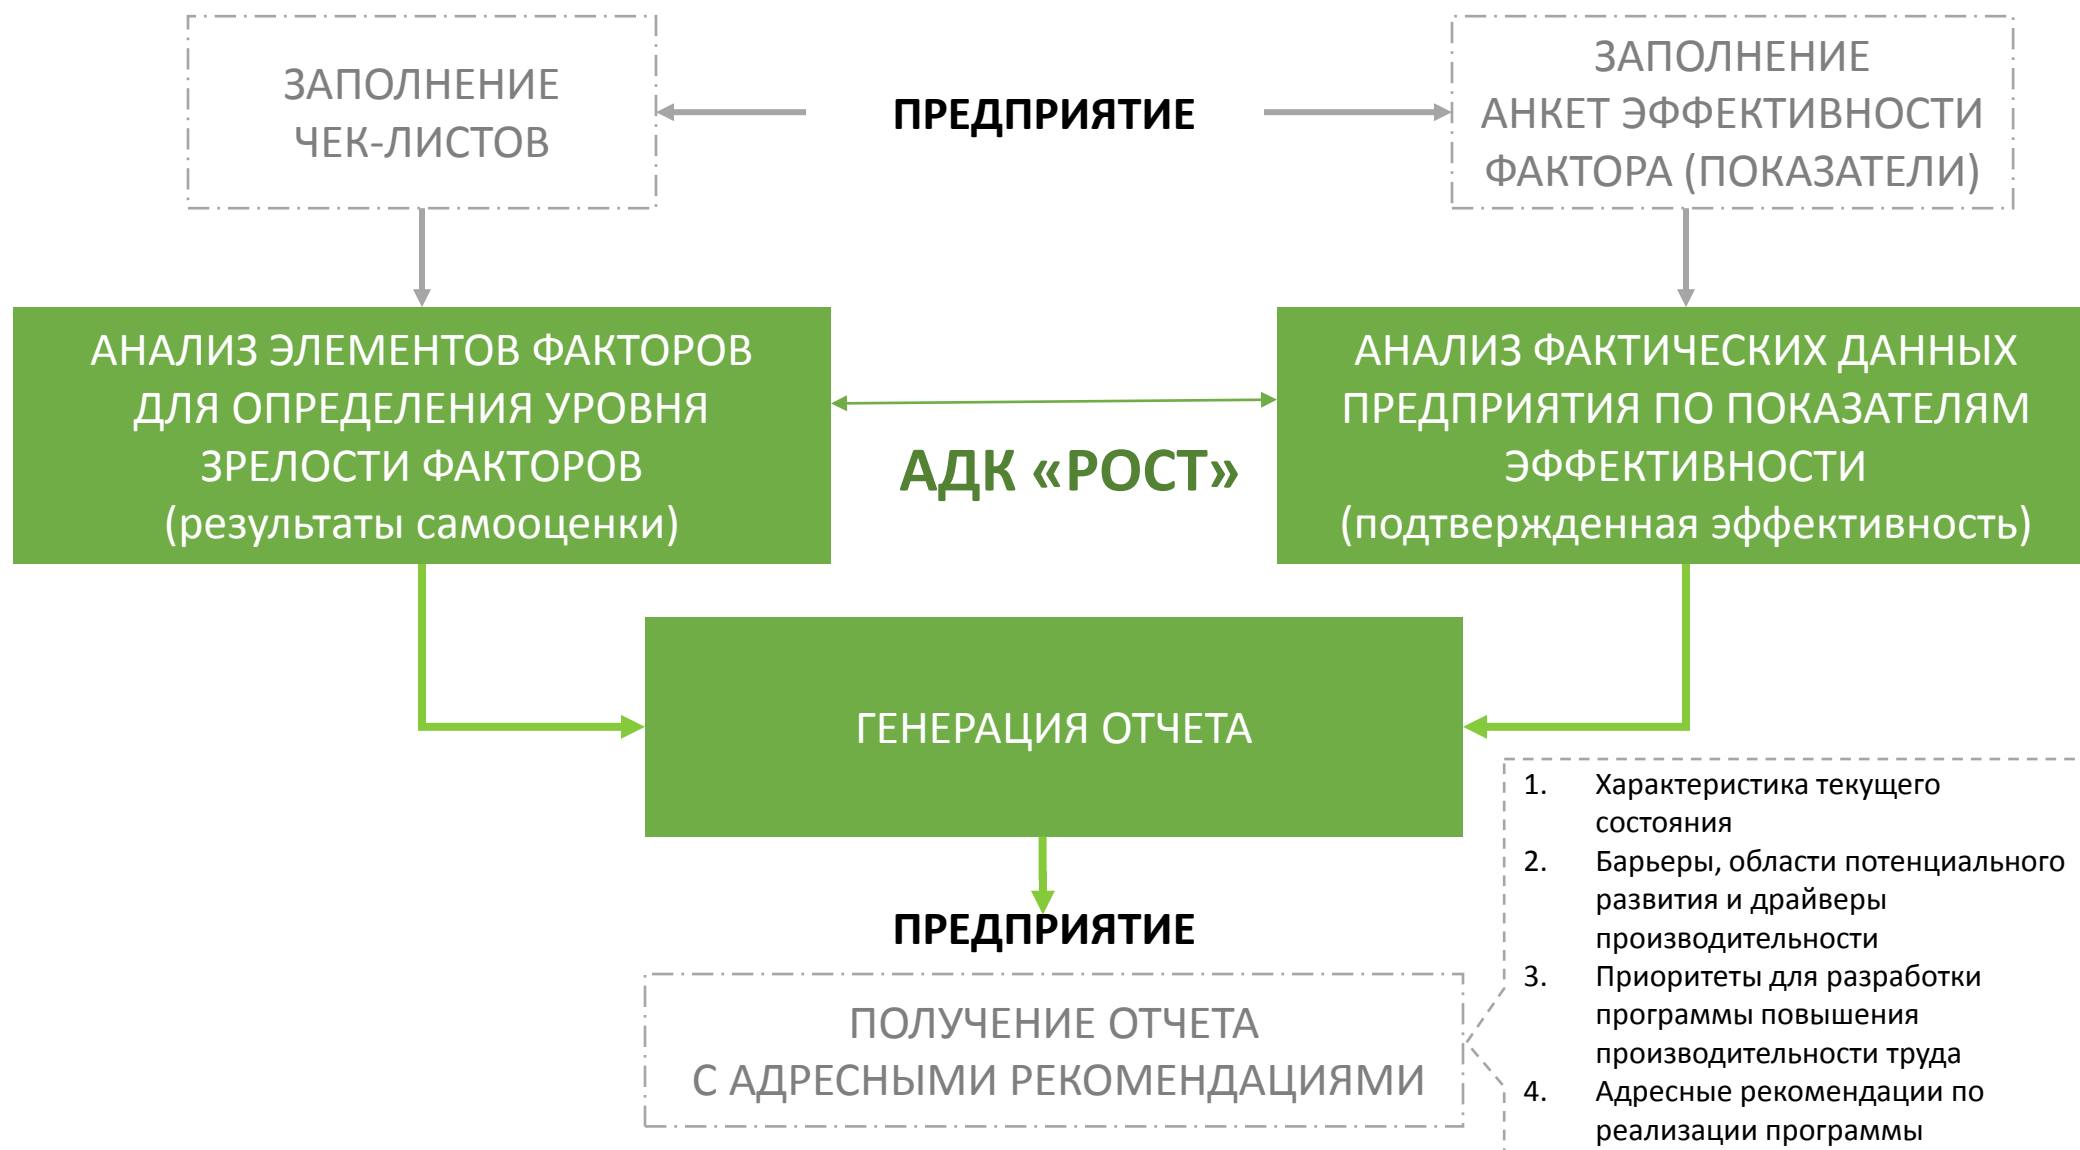 ЗАПОЛНЕНИЕ
ЧЕК-ЛИСТОВ
ПРЕДПРИЯТИЕ
ЗАПОЛНЕНИЕ
АНКЕТ ЭФФЕКТИВНОСТИ
ФАКТОРА (ПОКАЗАТЕЛИ)
АНАЛИЗ ЭЛЕМЕНТОВ ФАКТОРОВ
ДЛЯ ОПРЕДЕЛЕНИЯ УРОВНЯ
ЗРЕЛОСТИ ФАКТОРОВ
(результаты самооценки)
АДК «РОСТ»
АНАЛИЗ ФАКТИЧЕСКИХ ДАННЫХ
ПРЕДПРИЯТИЯ ПО ПОКАЗАТЕЛЯМ
ЭФФЕКТИВНОСТИ
(подтвержденная эффективность)
ГЕНЕРАЦИЯ ОТЧЕТА
ПРЕДПРИЯТИЕ
ПОЛУЧЕНИЕ ОТЧЕТА
С АДРЕСНЫМИ РЕКОМЕНДАЦИЯМИ
1. Характеристика текущего
состояния
2. Барьеры, области потенциального
развития и драйверы
производительности
3. Приоритеты для разработки
программы повышения
производительности труда
4. Адресные рекомендации по
реализации программы